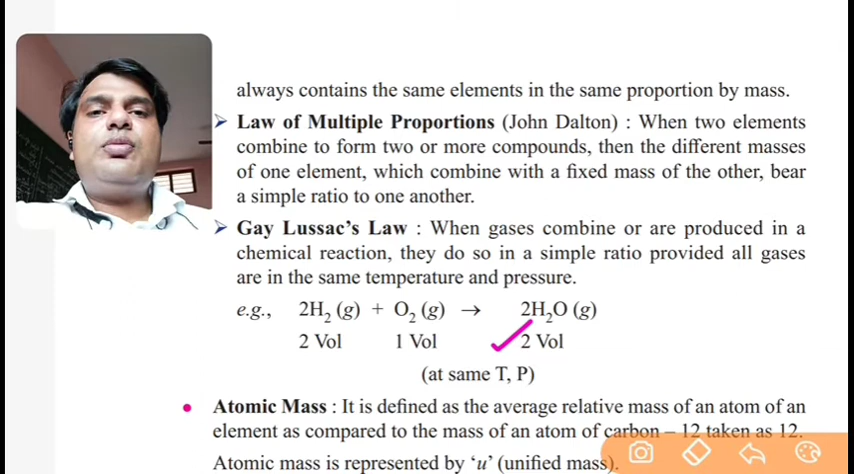 always contains the same elements in the same proportion by mass.
➢ Law of Multiple Proportions (John Dalton) : When two elements
combine to form two or more compounds, then the different masses
of one element, which combine with a fixed mass of the other, bear
a simple ratio to one another.
➢ Gay Lussac's Law : When gases combine or are produced in a
chemical reaction, they do so in a simple ratio provided all gases
are in the same temperature and pressure.
e.g., 2H₂ (g) + O₂ (g) → 2H₂O (g)
2 Vol 1 Vol 2 Vol
(at same T, P)
• Atomic Mass : It is defined as the average relative mass of an atom of an
element as compared to the mass of an atom of carbon – 12 taken as 12.
Atomic mass is represented by ‘u’ (unified mass).